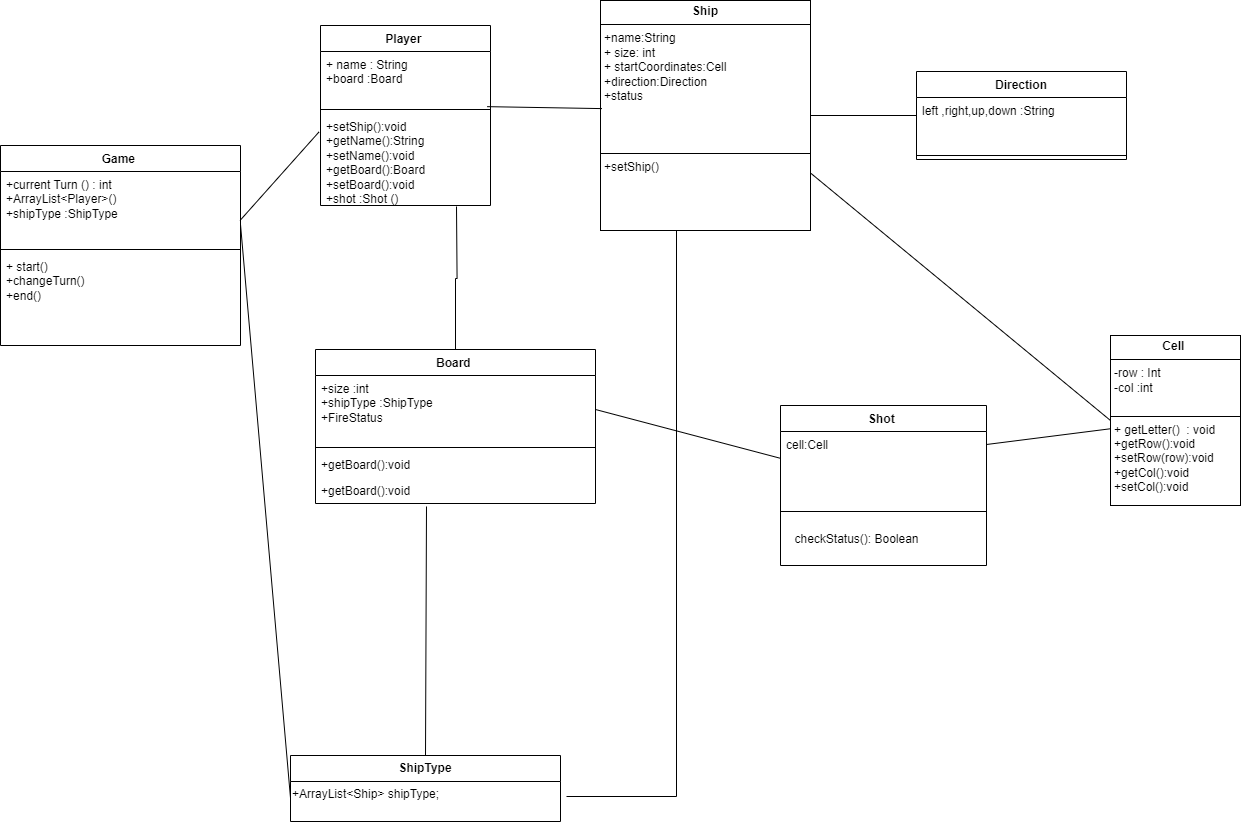 Ship
+name:String
+ size: int
+ startCoordinates:Cell
+direction:Direction
+status
+setShip()
Player
+ name : String
+board :Board
+setShip():void
+getName():String
+setName():void
+getBoard():Board
+setBoard():void
+shot :Shot ()
Direction
left ,right,up,down :String
Game
+current Turn () : int
+ArrayList<Player>()
+shipType :ShipType
+ start()
+changeTurn()
+end()
Board
+size :int
+shipType :ShipType
+FireStatus
+getBoard():void
+getBoard():void
Shot
cell:Cell
checkStatus(): Boolean
Cell
-row : Int
-col :int
+ getLetter() : void
+getRow():void
+setRow(row):void
+getCol():void
+setCol():void
ShipType
+ArrayList<Ship> shipType;